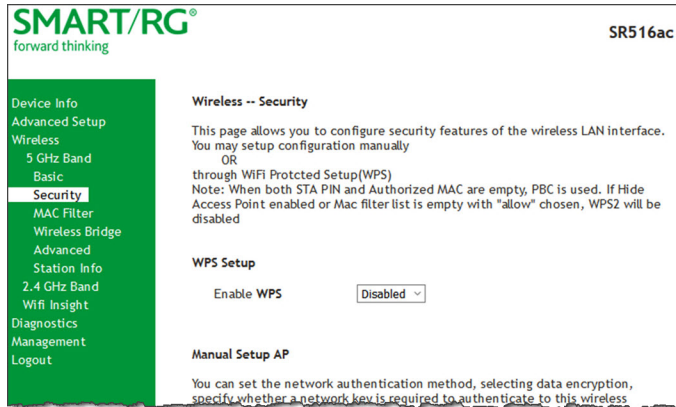 SMART/RG®
forward thinking
SR516ac
Device Info
Advanced Setup
Wireless
5 GHz Band
Basic
Security
MAC Filter
Wireless Bridge
Advanced
Station Info
2.4 GHz Band
Wifi Insight
Diagnostics
Management
Logout
Wireless -- Security
This page allows you to configure security features of the wireless LAN interface.
You may setup configuration manually
OR
through WiFi Protcted Setup(WPS)
Note: When both STA PIN and Authorized MAC are empty, PBC is used. If Hide
Access Point enabled or Mac filter list is empty with "allow" chosen, WPS2 will be
disabled
WPS Setup
Enable WPS Disabled
Manual Setup AP
You can set the network authentication method, selecting data encryption,
specify whether a network key is required to authenticate to this wireless